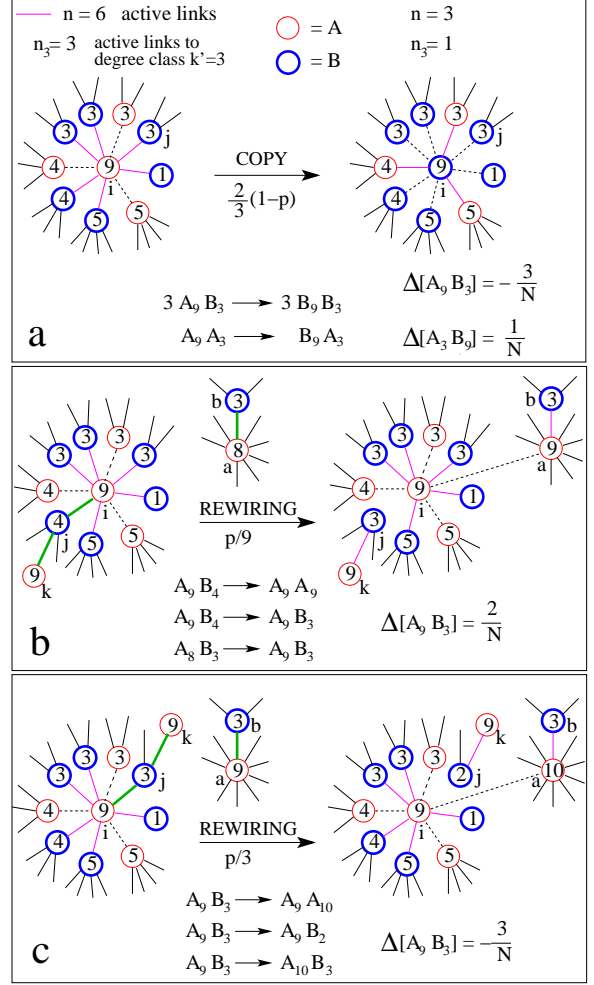 n = 6 active links
n₃= 3 active links to
degree class k'=3
= A
= B
n = 3
n₃= 1
3 3 3 3 j
4 9 i 1
4 5 5
COPY
2/3 (1−p)
3 3 3 3 j
4 9 i 1
4 5 5
3 A₉ B₃ → 3 B₉ B₃
A₉ A₃ → B₉ A₃
Δ[A₉ B₃] = − 3/N
Δ[A₃ B₉] = 1/N
a
b 3
8 a
3 3 3 3
4 9 i 1
4 j 5 5
9 k
REWIRING
p/9
b 3
9 a
3 3 3 3
4 9 i 1
3 j 5 5
9 k
A₉ B₄ → A₉ A₉
A₉ B₄ → A₉ B₃
A₈ B₃ → A₉ B₃
Δ[A₉ B₃] = 2/N
b
9 k
3 b
9 a
3 3 3 3 j
4 9 i 1
4 5 5
REWIRING
p/3
9 k
3 b
10 a
3 3 3 2 j
4 9 i 1
4 5 5
A₉ B₃ → A₉ A₁₀
A₉ B₃ → A₉ B₂
A₉ B₃ → A₁₀ B₃
Δ[A₉ B₃] = − 3/N
c